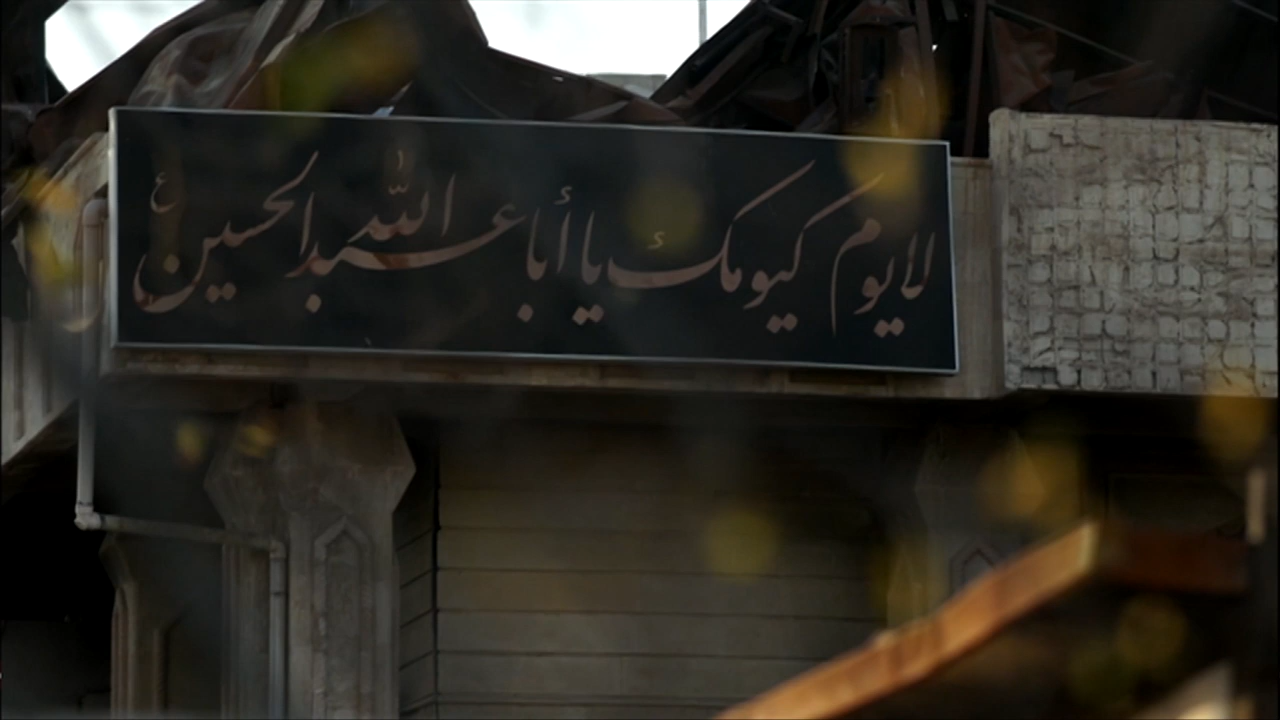 لا يوم كيومك يا أبا عبد الله الحسين ع